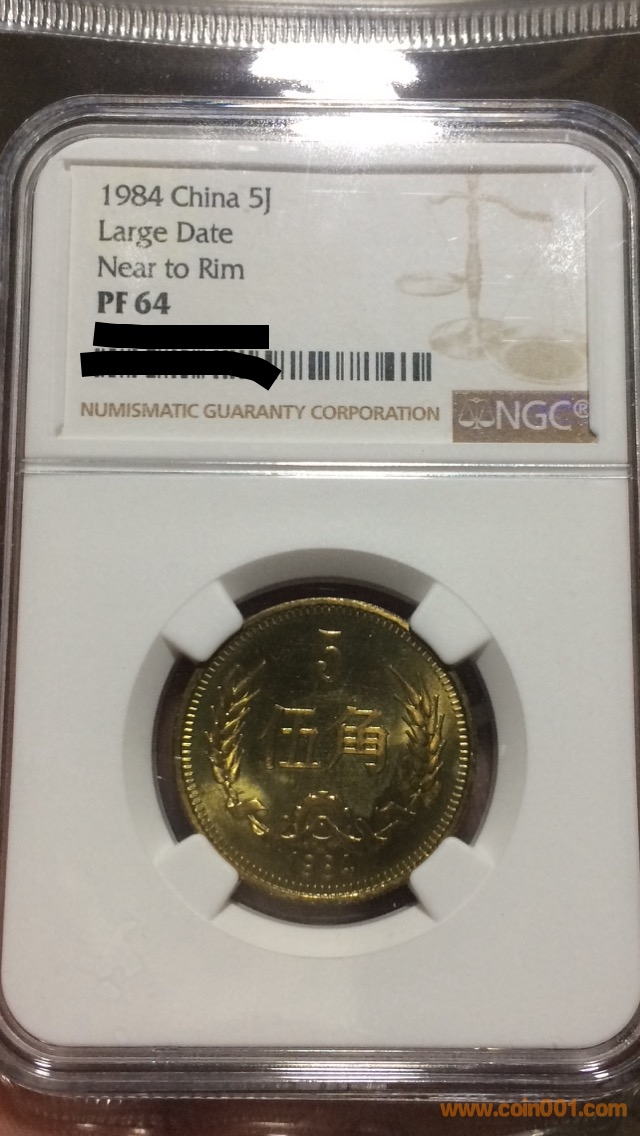 1984 China 5J
Large Date
Near to Rim
PF 64
NUMISMATIC GUARANTY CORPORATION
NGC®
5
伍角
1984
www.coin001.com